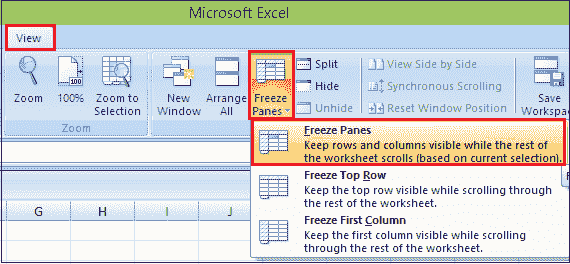 Microsoft Excel
View
Zoom
100
100%
Zoom to
Selection
Zoom
New
Window
Arrange
All
Freeze
Panes
Split
Hide
Unhide
View Side by Side
Synchronous Scrolling
Reset Window Position
Save
Workspac
Freeze Panes
Keep rows and columns visible while the rest of
the worksheet scrolls (based on current selection).
Freeze Top Row
Keep the top row visible while scrolling through
the rest of the worksheet.
Freeze First Column
Keep the first column visible while scrolling
through the rest of the worksheet.
G H I J